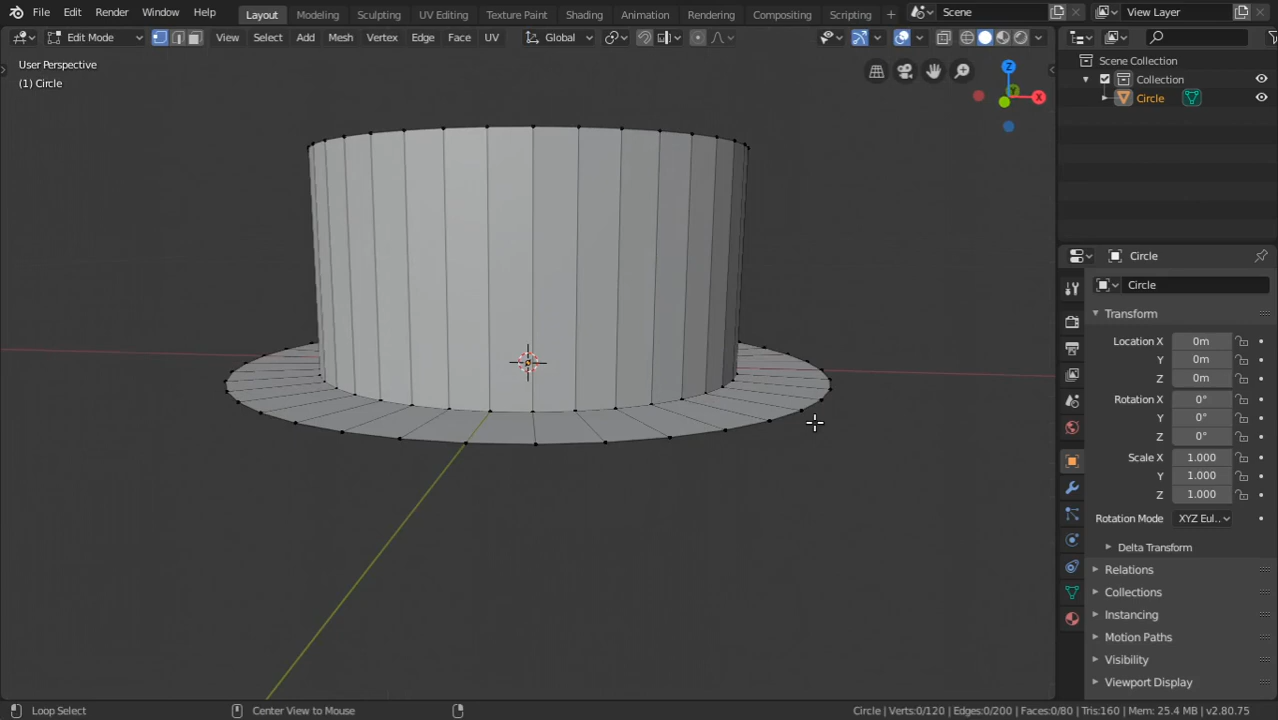 File Edit Render Window Help Layout Modeling Sculpting UV Editing Texture Paint Shading Animation Rendering Compositing Scripting + Scene View Layer
Edit Mode View Select Add Mesh Vertex Edge Face UV Global
User Perspective
(1) Circle
Z
Y
X
Scene Collection
Collection
Circle
Circle
Circle
Transform
Location X 0m
Y 0m
Z 0m
Rotation X 0°
Y 0°
Z 0°
Scale X 1.000
Y 1.000
Z 1.000
Rotation Mode XYZ Eul..
Delta Transform
Relations
Collections
Instancing
Motion Paths
Visibility
Viewport Display
Loop Select Center View to Mouse Circle | Verts:0/120 | Edges:0/200 | Faces:0/80 | Tris:160 | Mem: 25.4 MB | v2.80.75